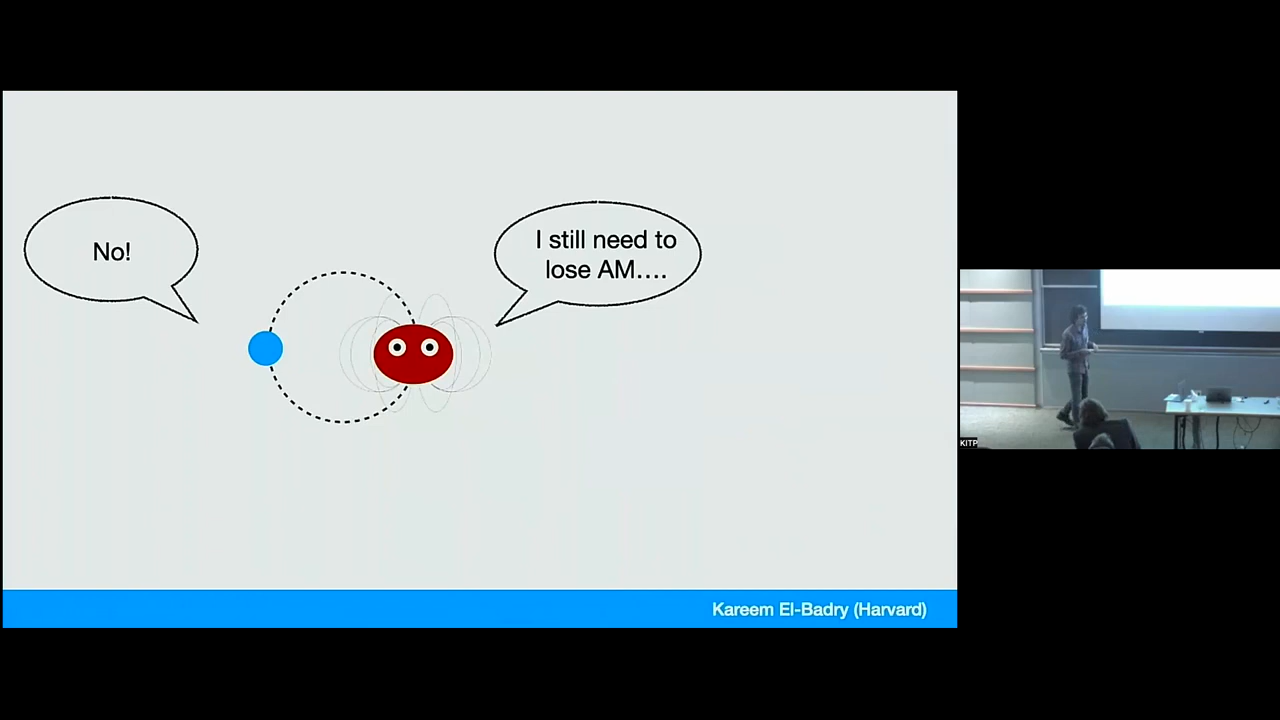 No!
I still need to
lose AM....
Kareem El-Badry (Harvard)
KITP